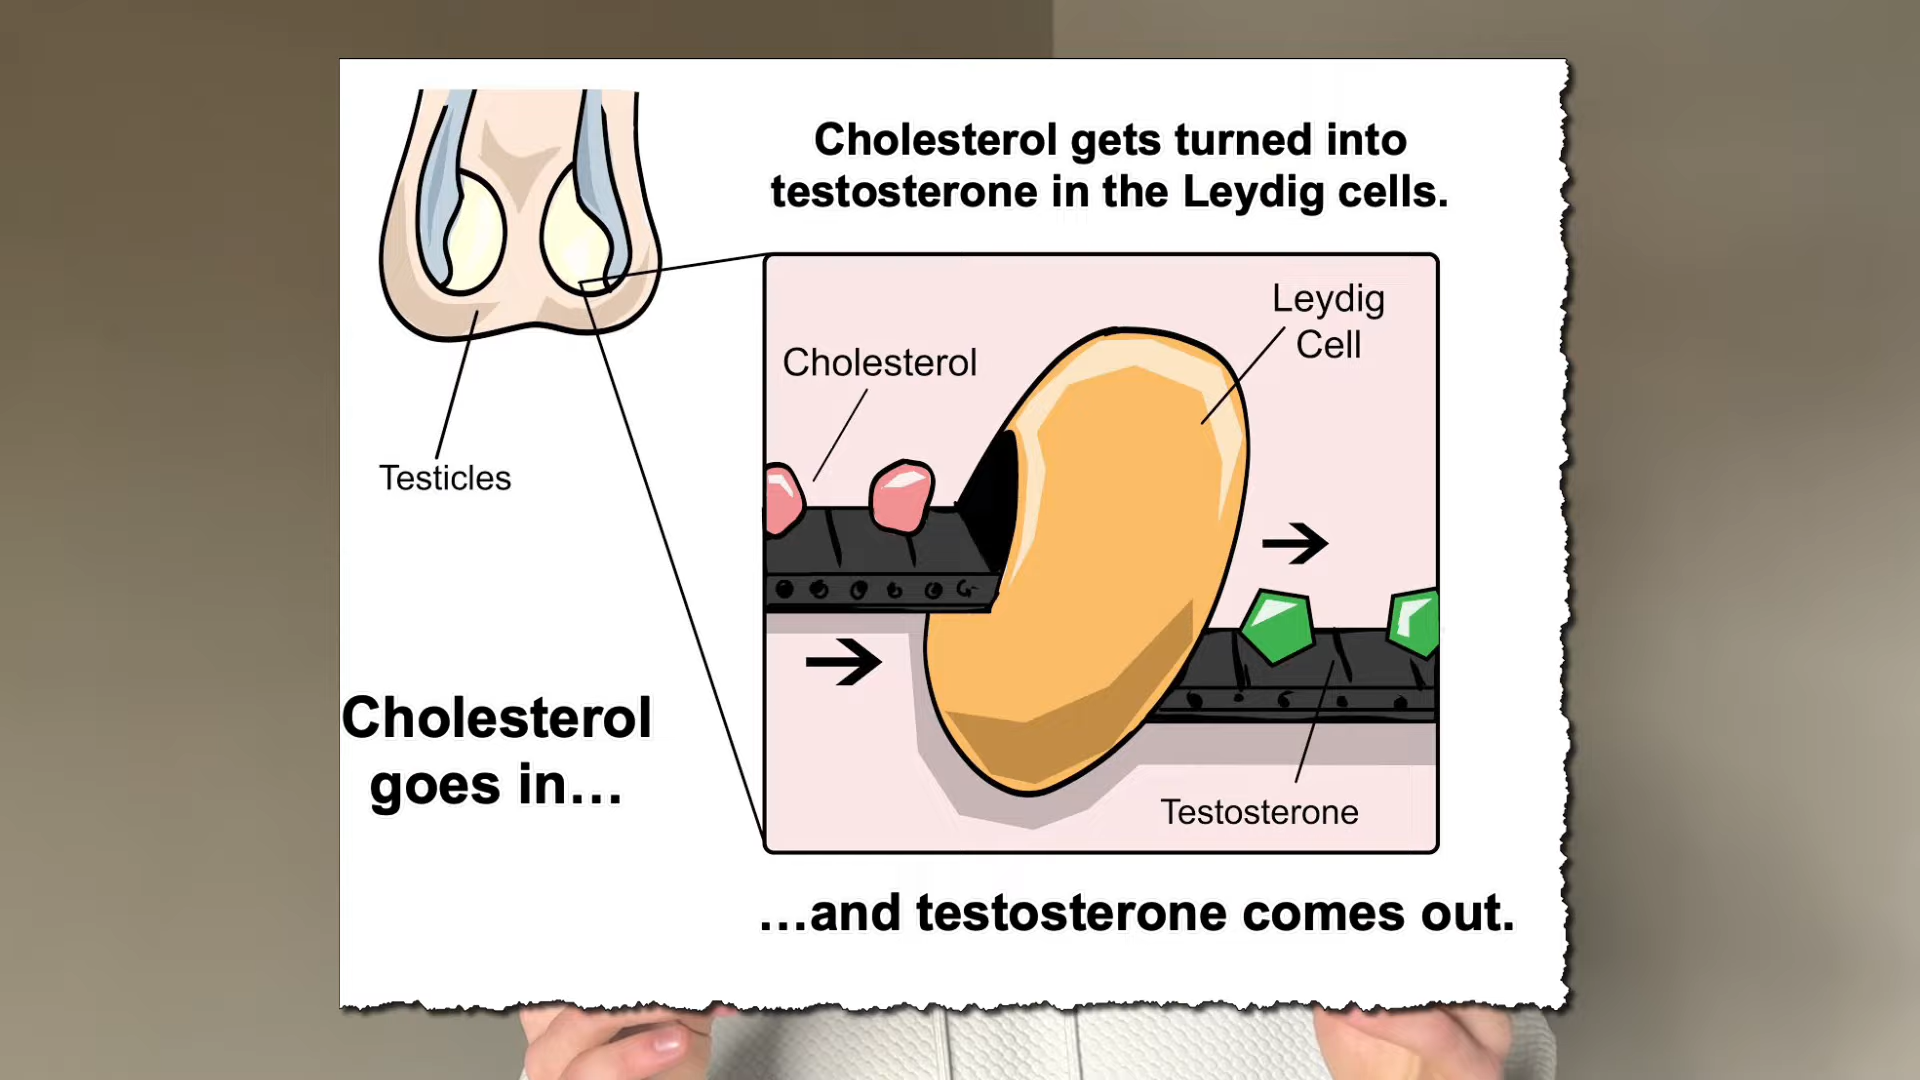 Cholesterol gets turned into
testosterone in the Leydig cells.
Leydig
Cell
Cholesterol
Testicles
Cholesterol
goes in…
Testosterone
…and testosterone comes out.